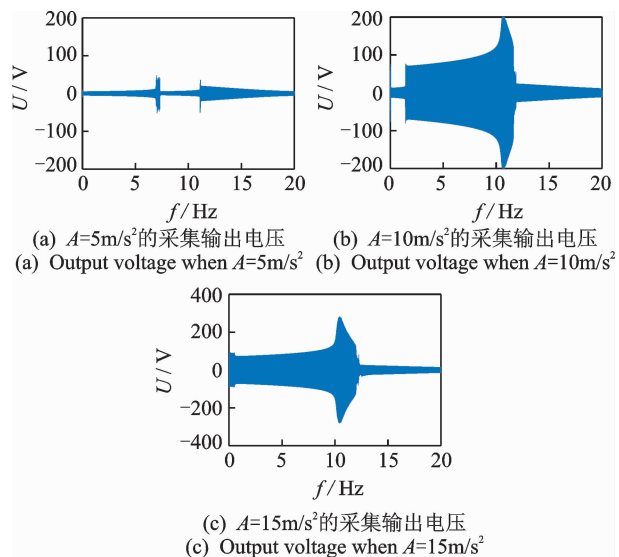 200
100
0
−100
−200
U / V
0
5
10
15
20
f / Hz
(a) A=5m/s²的采集输出电压
(a) Output voltage when A=5m/s²
200
100
0
−100
−200
U / V
0
5
10
15
20
f / Hz
(b) A=10m/s²的采集输出电压
(b) Output voltage when A=10m/s²
400
200
0
−200
−400
U / V
0
5
10
15
20
f / Hz
(c) A=15m/s²的采集输出电压
(c) Output voltage when A=15m/s²